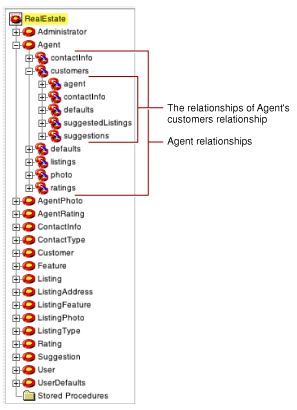 RealEstate
Administrator
Agent
contactInfo
customers
agent
contactInfo
defaults
suggestedListings
suggestions
defaults
listings
photo
ratings
AgentPhoto
AgentRating
ContactInfo
ContactType
Customer
Feature
Listing
ListingAddress
ListingFeature
ListingPhoto
ListingType
Rating
Suggestion
User
UserDefaults
Stored Procedures
The relationships of Agent's
customers relationship
Agent relationships